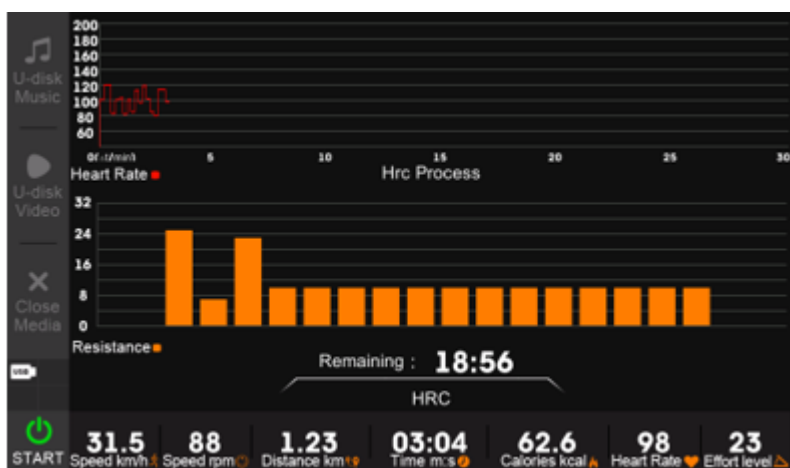 U-disk
Music
U-disk
Video
Close
Media
USB
START
200
180
160
140
120
100
80
60
5
10
15
20
25
30
Heart Rate
Hrc Process
32
24
16
8
0
Resistance
Remaining : 18:56
HRC
31.5 88 1.23 03:04 62.6 98 23
Speed km/h Speed rpm Distance km Time m:s Calories kcal Heart Rate Effort level